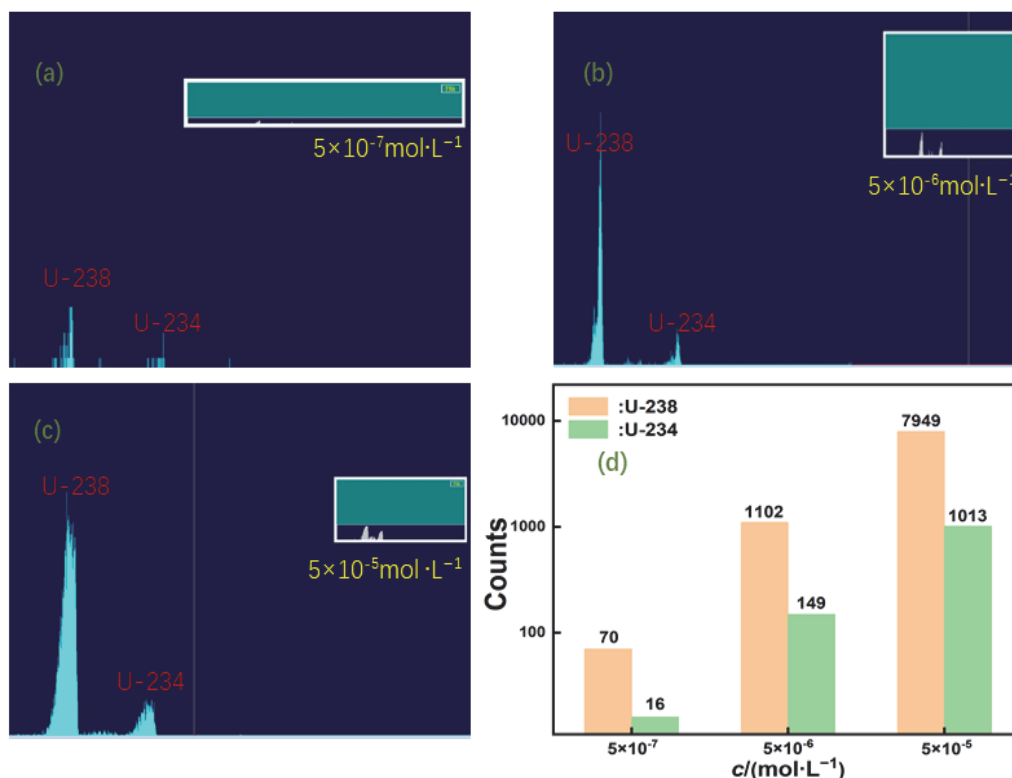 (a)
5×10⁻⁷mol·L⁻¹
U-238
U-234
(b)
U-238
5×10⁻⁶mol·L⁻¹
U-234
(c)
U-238
5×10⁻⁵mol·L⁻¹
U-234
:U-238
:U-234
(d)
Counts
10000
1000
100
70
16
1102
149
7949
1013
5×10⁻⁷
5×10⁻⁶
5×10⁻⁵
c/(mol·L⁻¹)